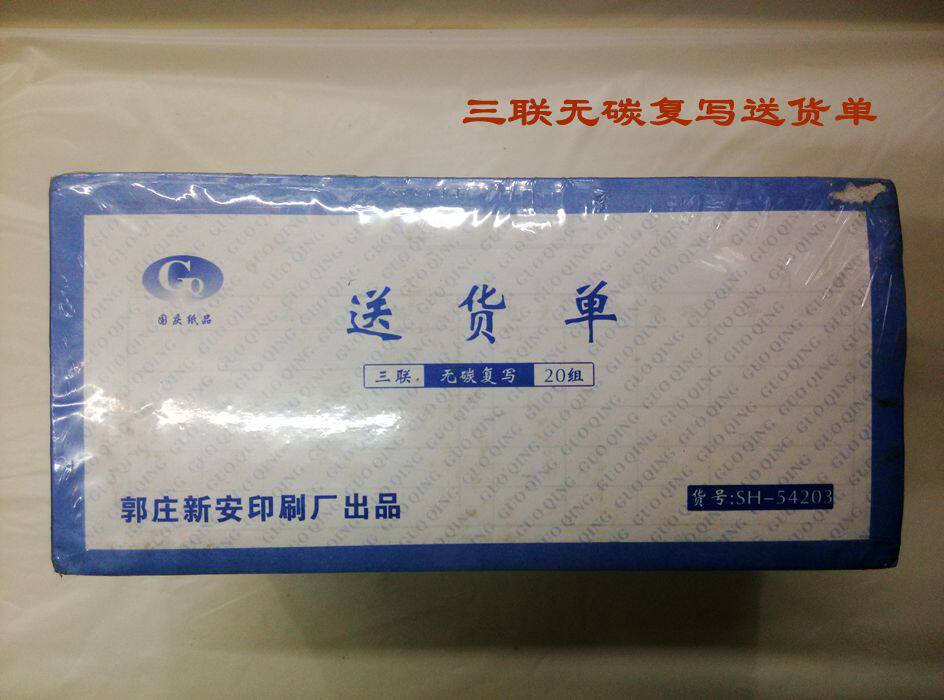 三联无碳复写送货单
GQ
国庆纸品
送货单
三联 无碳复写 20组
郭庄新安印刷厂出品
货号:SH-54203
GUO QING